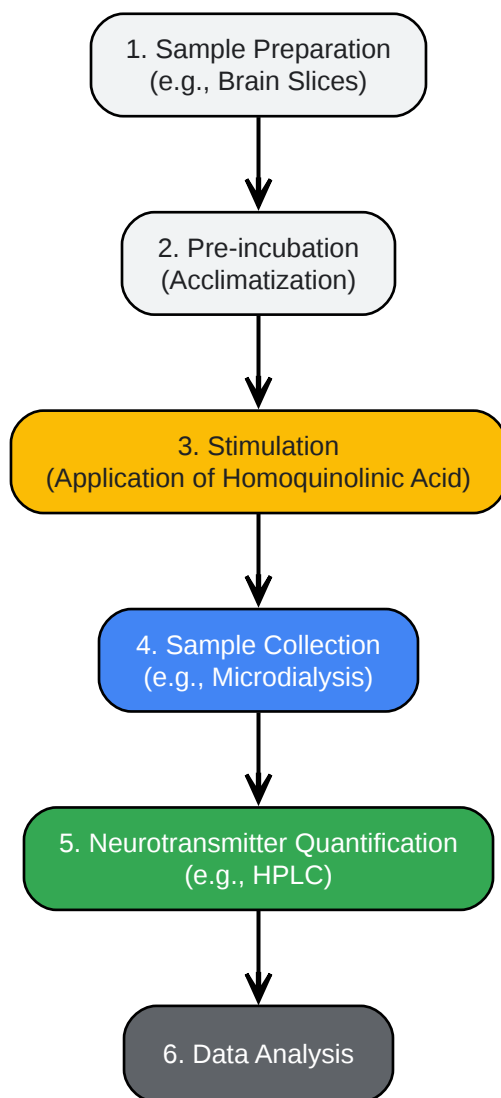 1. Sample Preparation
(e.g., Brain Slices)
2. Pre-incubation
(Acclimatization)
3. Stimulation
(Application of Homoquinolinic Acid)
4. Sample Collection
(e.g., Microdialysis)
5. Neurotransmitter Quantification
(e.g., HPLC)
6. Data Analysis